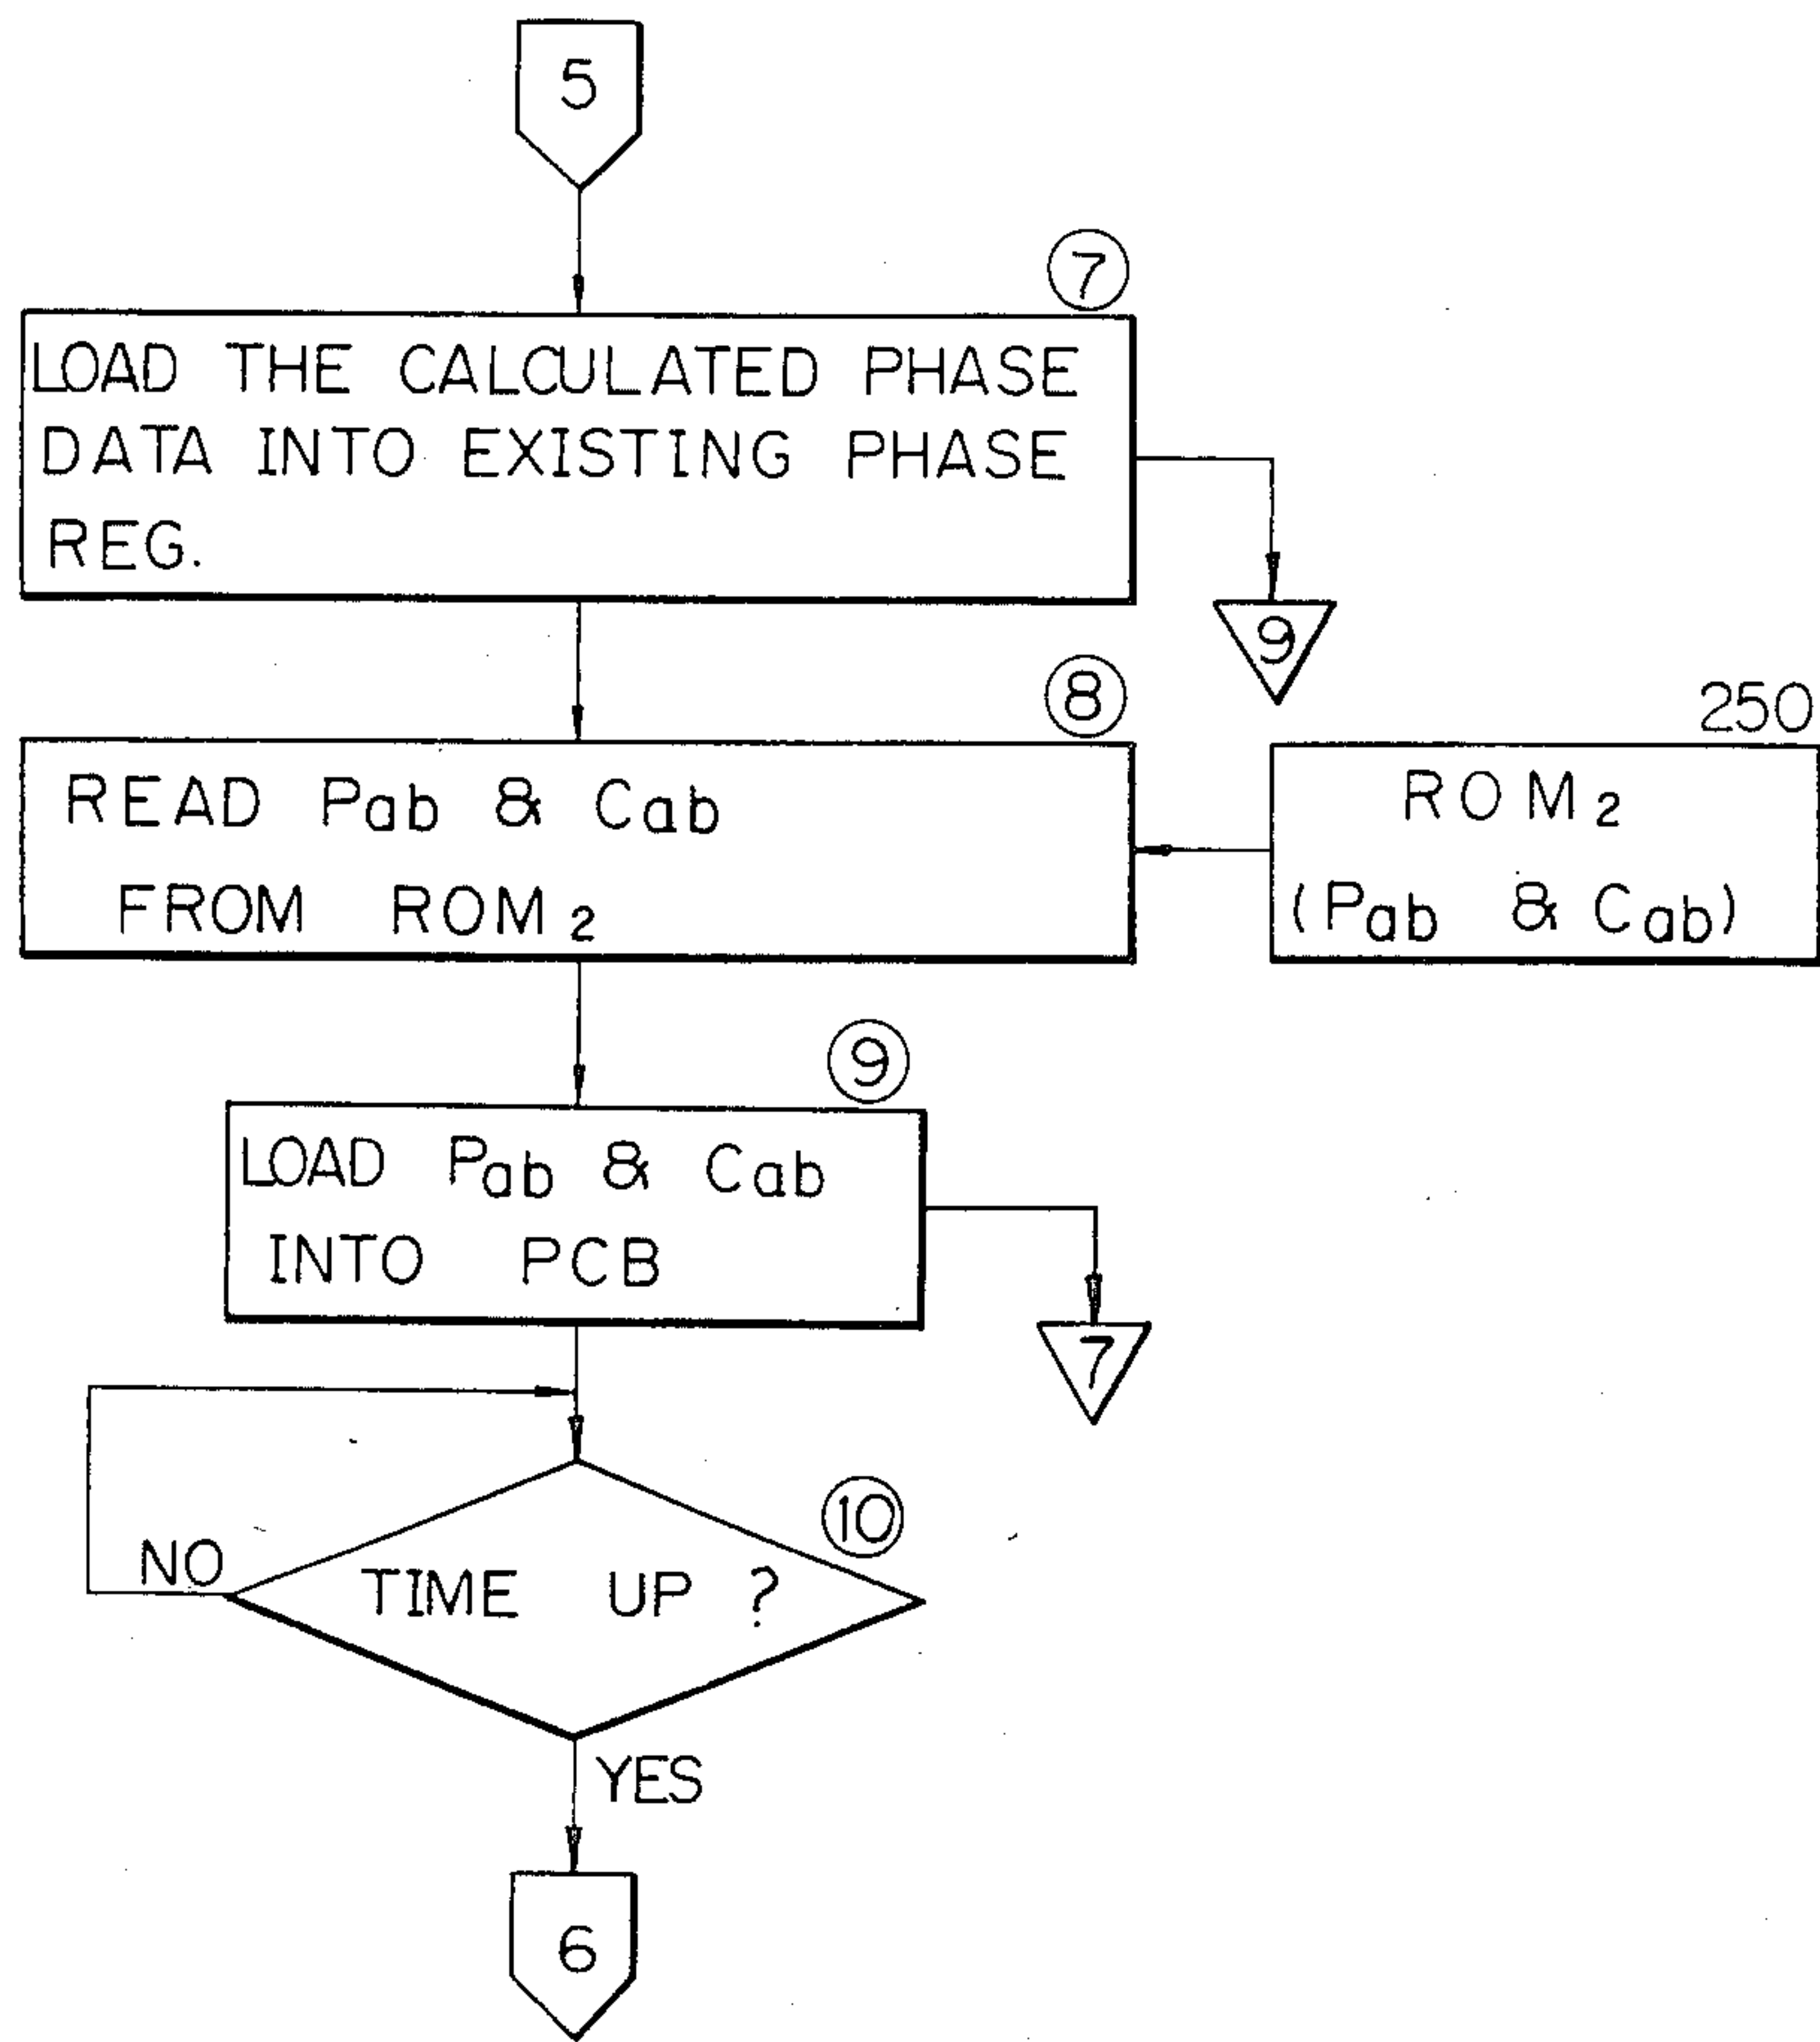 5
7
LOAD THE CALCULATED PHASE
DATA INTO EXISTING PHASE
REG.
9
8
READ Pab & Cab
FROM ROM2
250
ROM2
(Pab & Cab)
9
LOAD Pab & Cab
INTO PCB
7
10
NO
TIME UP ?
YES
6